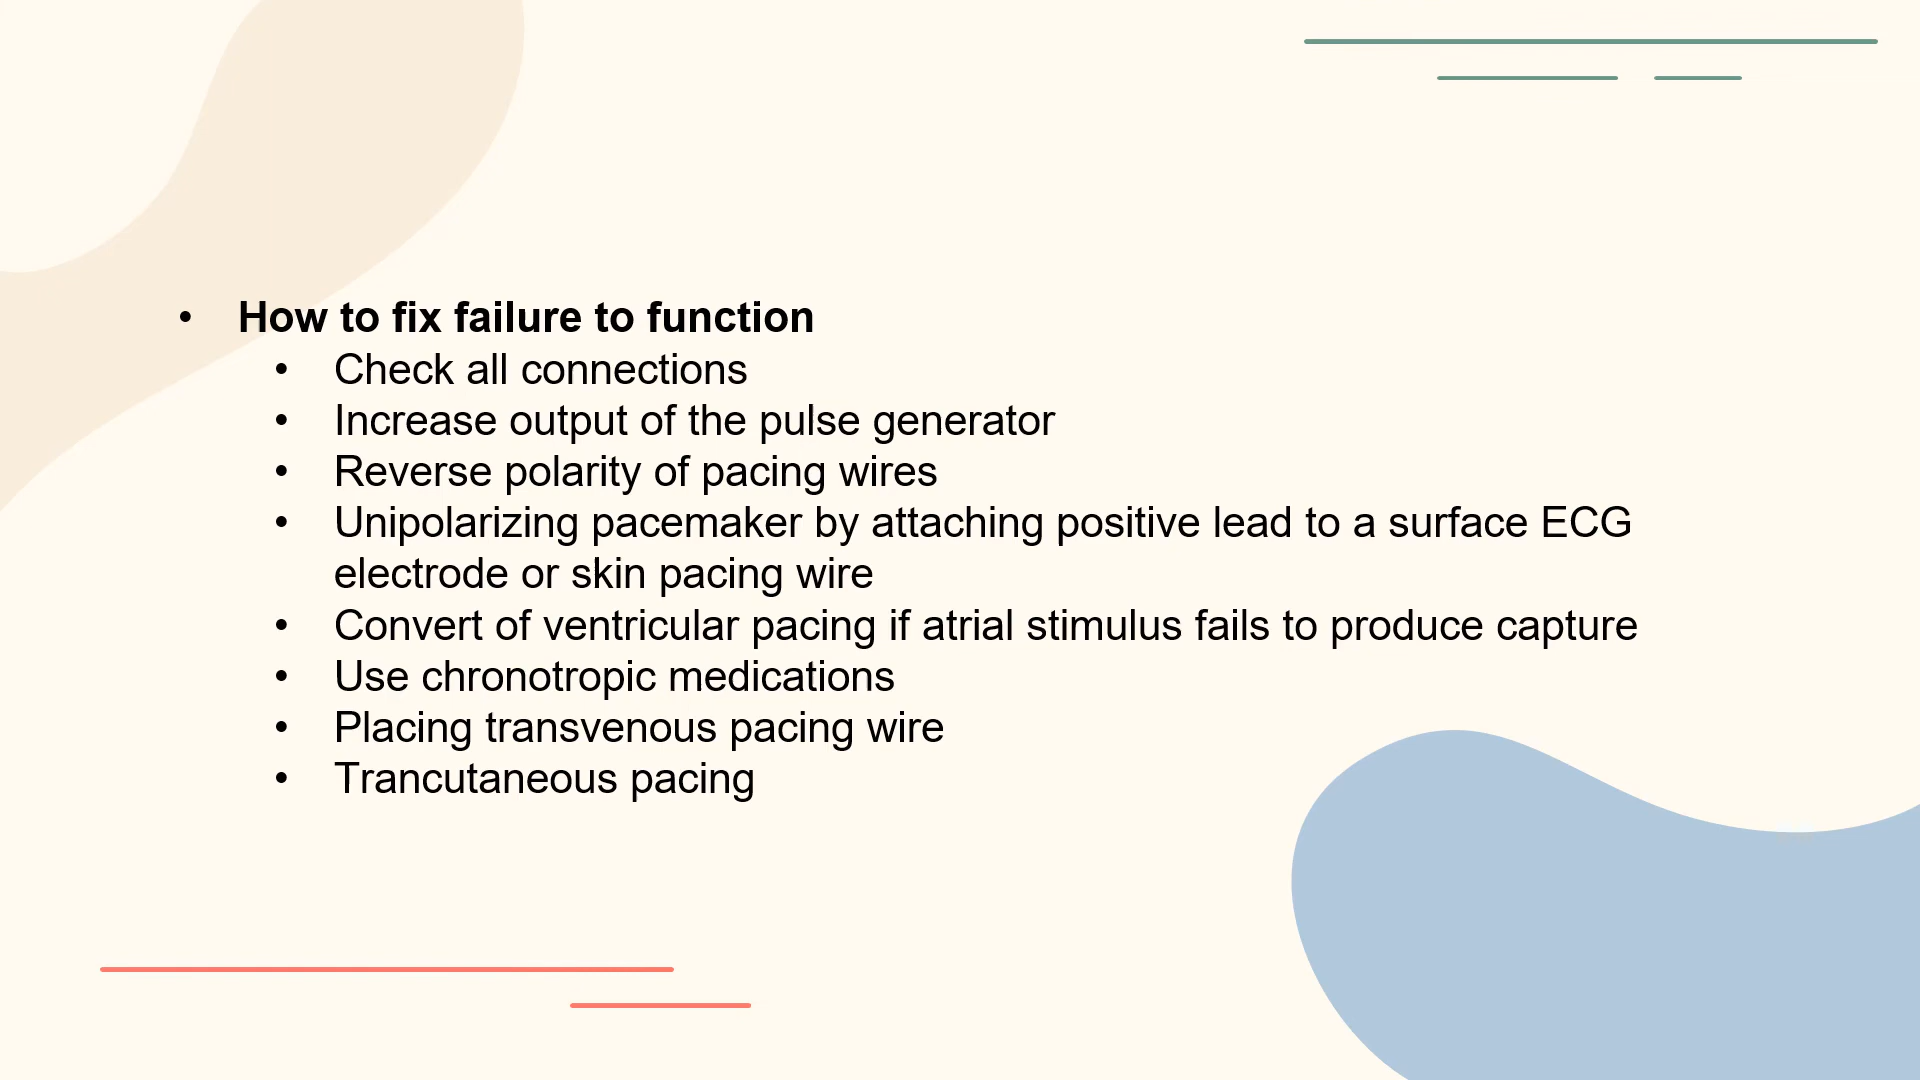 • How to fix failure to function
• Check all connections
• Increase output of the pulse generator
• Reverse polarity of pacing wires
• Unipolarizing pacemaker by attaching positive lead to a surface ECG
electrode or skin pacing wire
• Convert of ventricular pacing if atrial stimulus fails to produce capture
• Use chronotropic medications
• Placing transvenous pacing wire
• Trancutaneous pacing